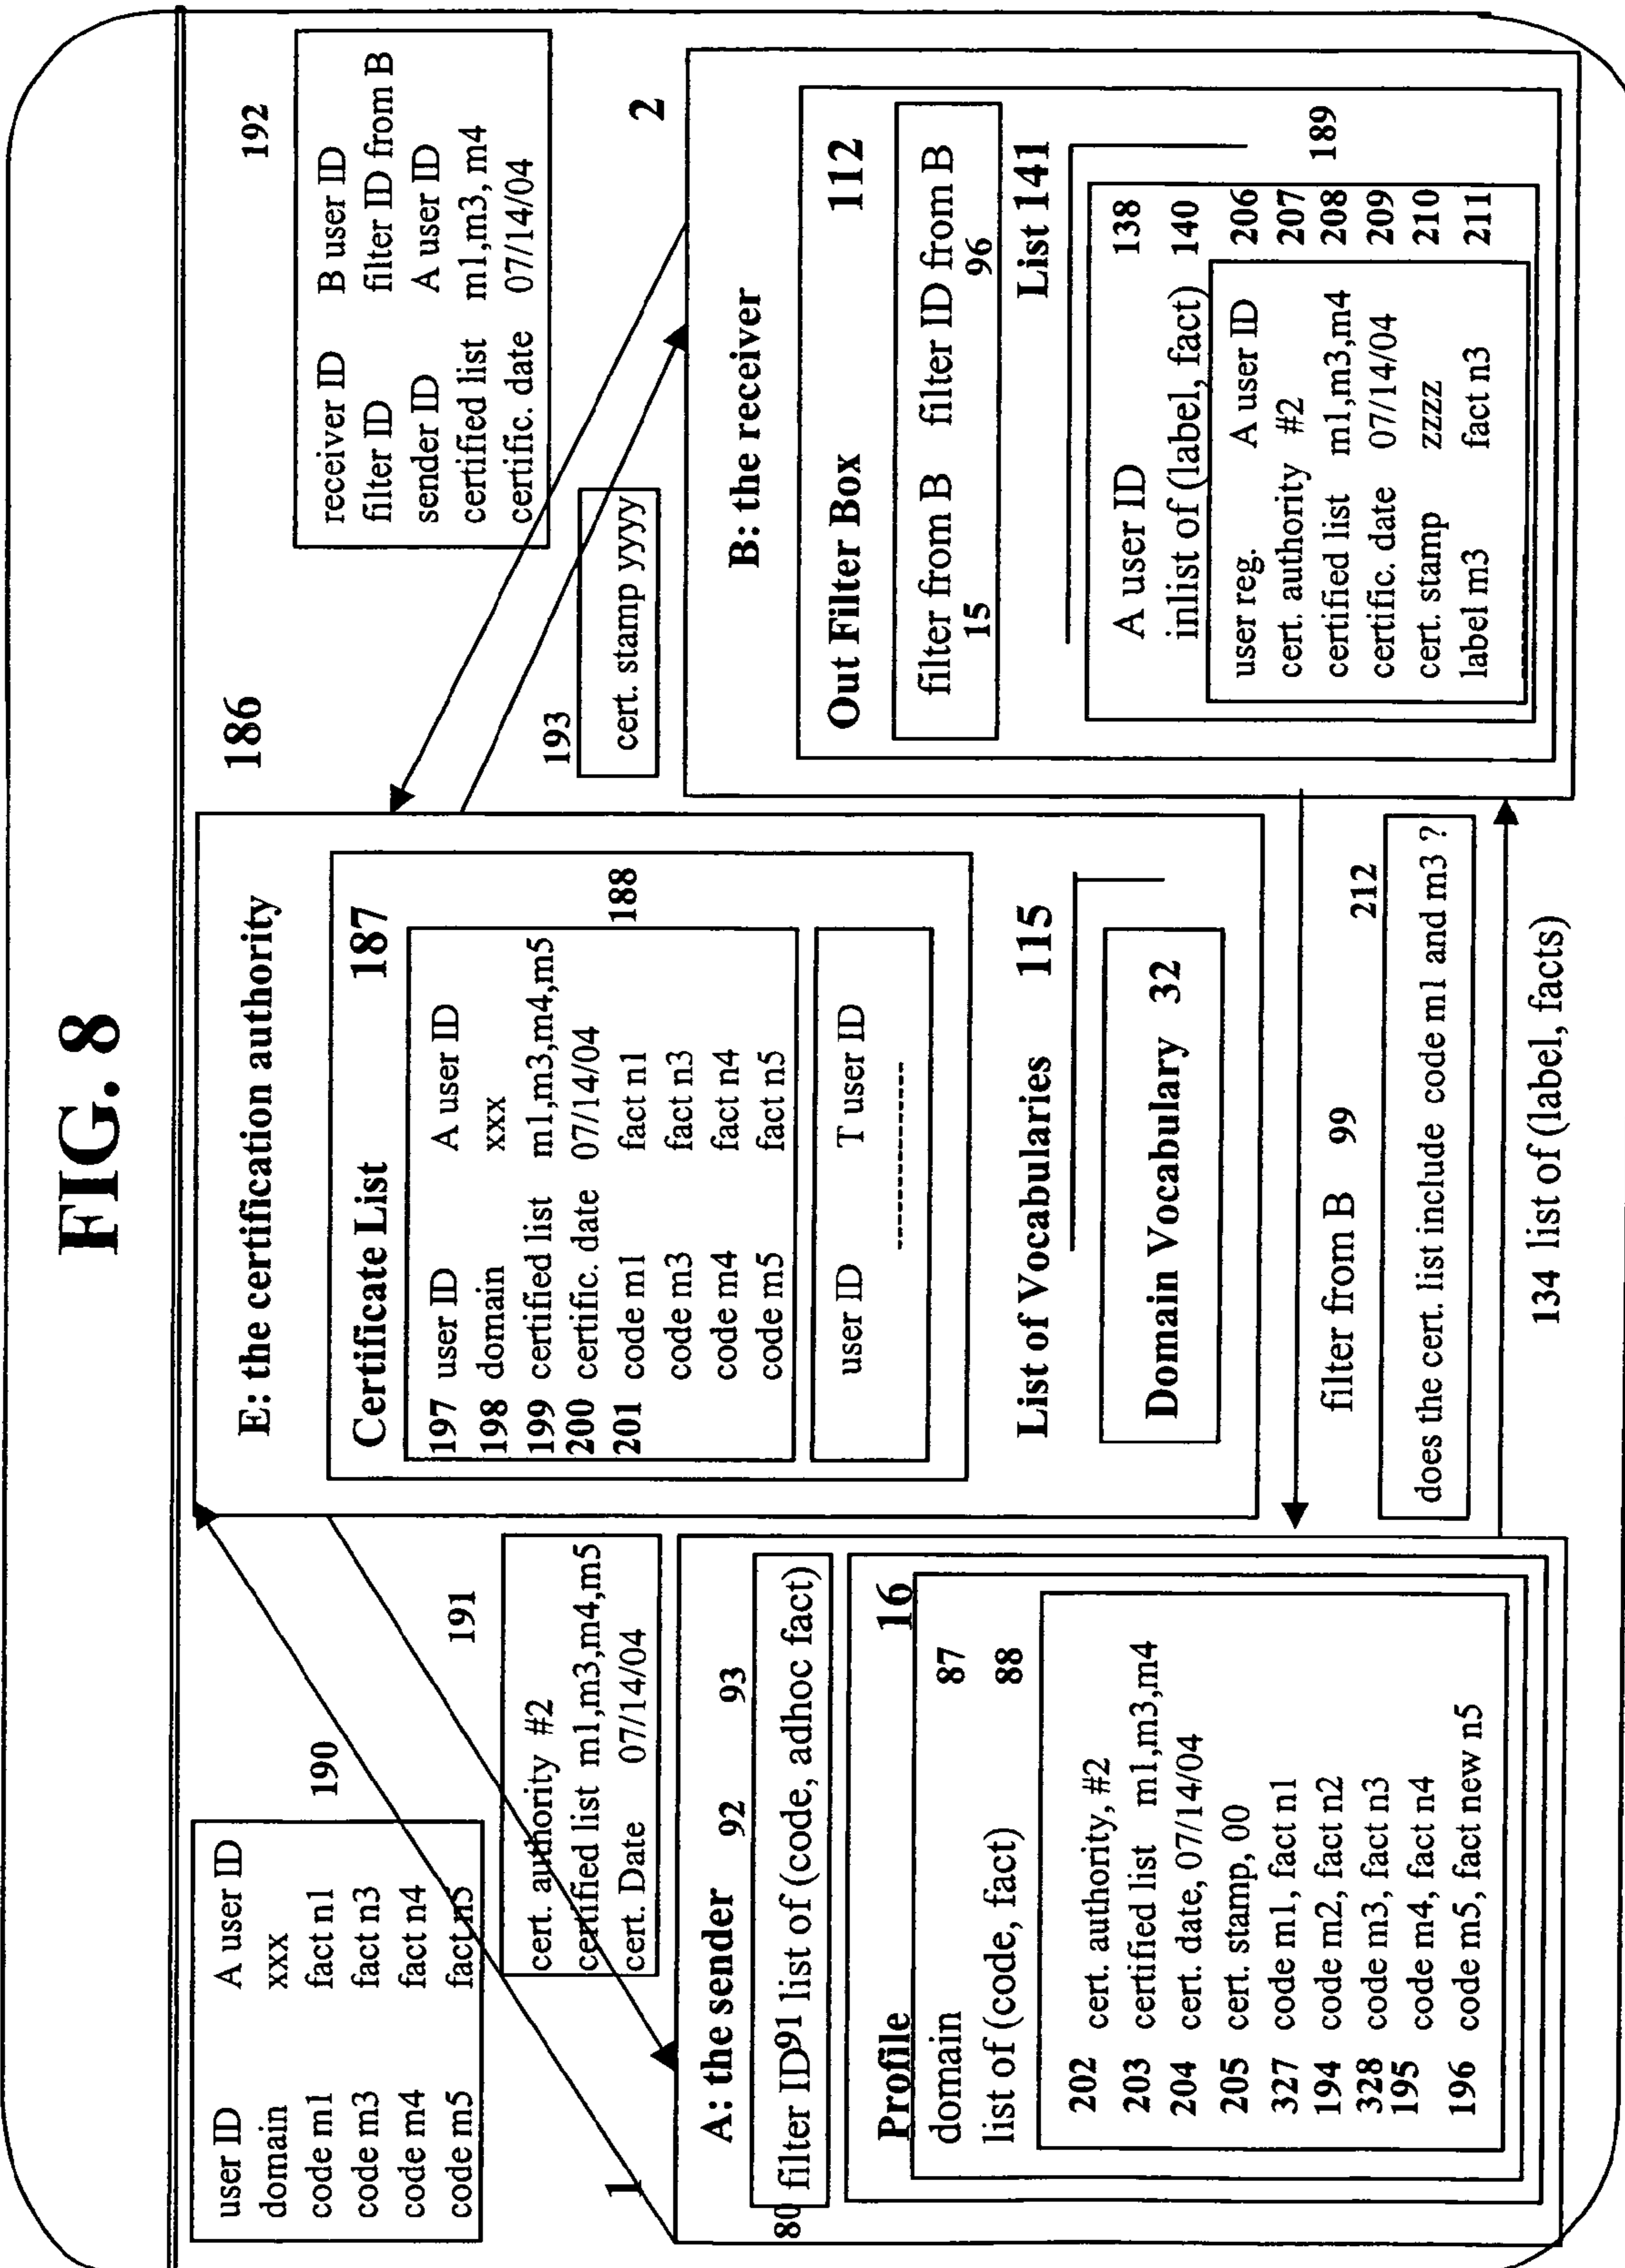 FIG. 8
user ID A user ID
domain xxx
code m1 fact n1
code m3 fact n3
code m4 fact n4
code m5 fact n5
190
191
cert. authority #2
certified list m1,m3,m4,m5
cert. Date 07/14/04
1
A: the sender 92 93
80 filter ID 91 list of (code, adhoc fact)
Profile 16
domain 87
list of (code, fact) 88
202 cert. authority, #2
203 certified list m1,m3,m4
204 cert. date, 07/14/04
205 cert. stamp, 00
327 code m1, fact n1
194 code m2, fact n2
328 code m3, fact n3
195 code m4, fact n4
196 code m5, fact new n5
186
E: the certification authority
Certificate List 187
197 user ID A user ID
198 domain xxx
199 certified list m1,m3,m4,m5
200 certific. date 07/14/04
201 code m1 fact n1
code m3 fact n3
code m4 fact n4
code m5 fact n5
188
user ID T user ID
------------
List of Vocabularies 115
Domain Vocabulary 32
filter from B 99
212
does the cert. list include code m1 and m3 ?
134 list of (label, facts)
192
receiver ID B user ID
filter ID filter ID from B
sender ID A user ID
certified list m1,m3, m4
certific. date 07/14/04
193
cert. stamp yyyy
2
B: the receiver
Out Filter Box 112
filter from B filter ID from B
15 96
List 141
A user ID 138
inlist of (label, fact) 140
user reg. A user ID 206
cert. authority #2 207
certified list m1,m3,m4 208
certific. date 07/14/04 209
cert. stamp zzzz 210
label m3 fact n3 211
189